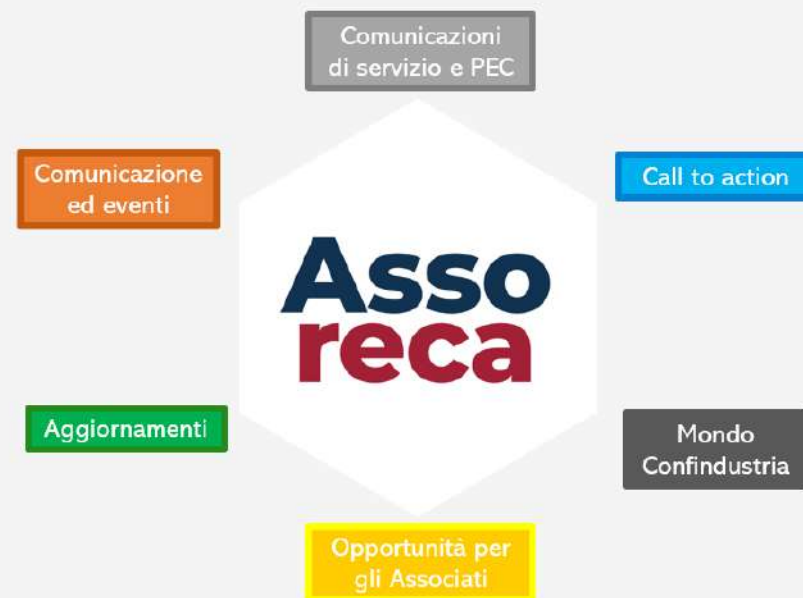 Comunicazioni
di servizio e PEC
Comunicazione
ed eventi
Call to action
Asso
reca
Aggiornamenti
Mondo
Confindustria
Opportunità per
gli Associati